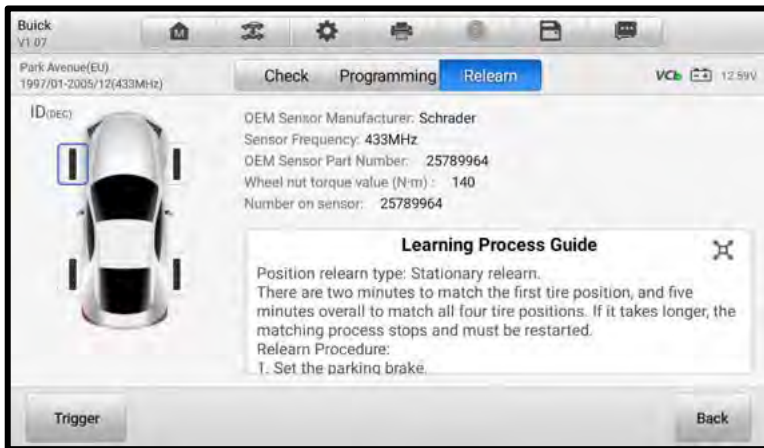 Buick
V1.07
M
Park Avenue(EU)
1997/01-2005/12(433MHz)
Check Programming Relearn
VCI 12.59V
ID(DEC)
OEM Sensor Manufacturer: Schrader
Sensor Frequency: 433MHz
OEM Sensor Part Number: 25789964
Wheel nut torque value (N·m) : 140
Number on sensor: 25789964
Learning Process Guide
Position relearn type: Stationary relearn.
There are two minutes to match the first tire position, and five
minutes overall to match all four tire positions. If it takes longer, the
matching process stops and must be restarted.
Relearn Procedure:
1. Set the parking brake.
Trigger
Back